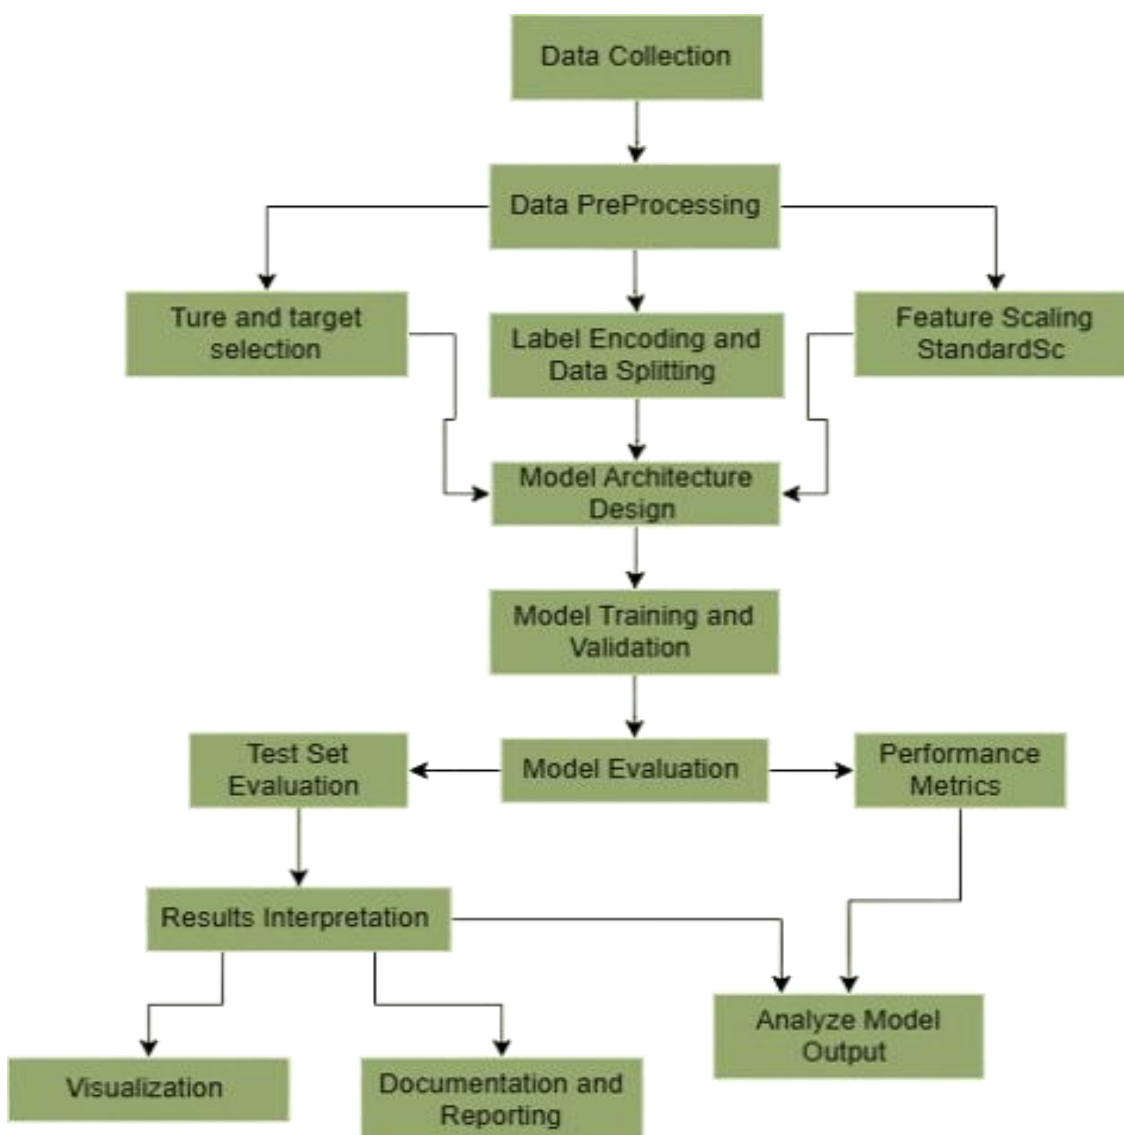 Data Collection
Data PreProcessing
Ture and target
selection
Label Encoding and
Data Splitting
Feature Scaling
StandardSc
Model Architecture
Design
Model Training and
Validation
Test Set
Evaluation
Model Evaluation
Performance
Metrics
Results Interpretation
Analyze Model
Output
Visualization
Documentation and
Reporting